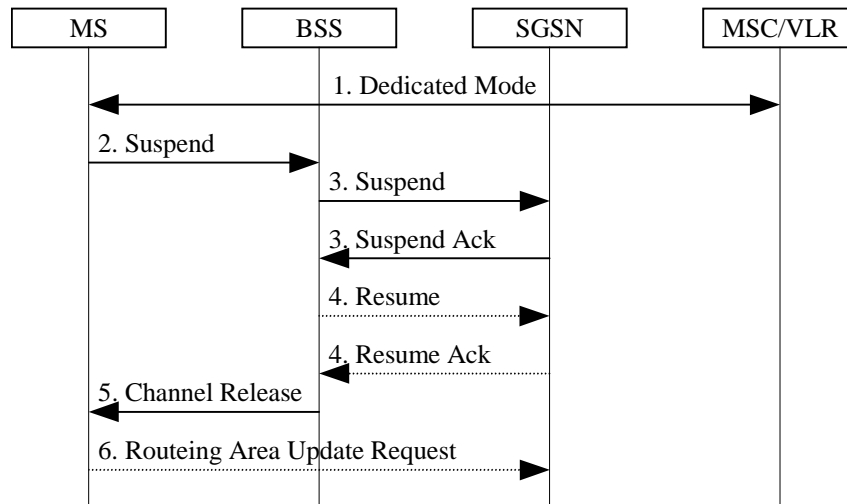 MS
BSS
SGSN
MSC/VLR
1. Dedicated Mode
2. Suspend
3. Suspend
3. Suspend Ack
4. Resume
4. Resume Ack
5. Channel Release
6. Routeing Area Update Request